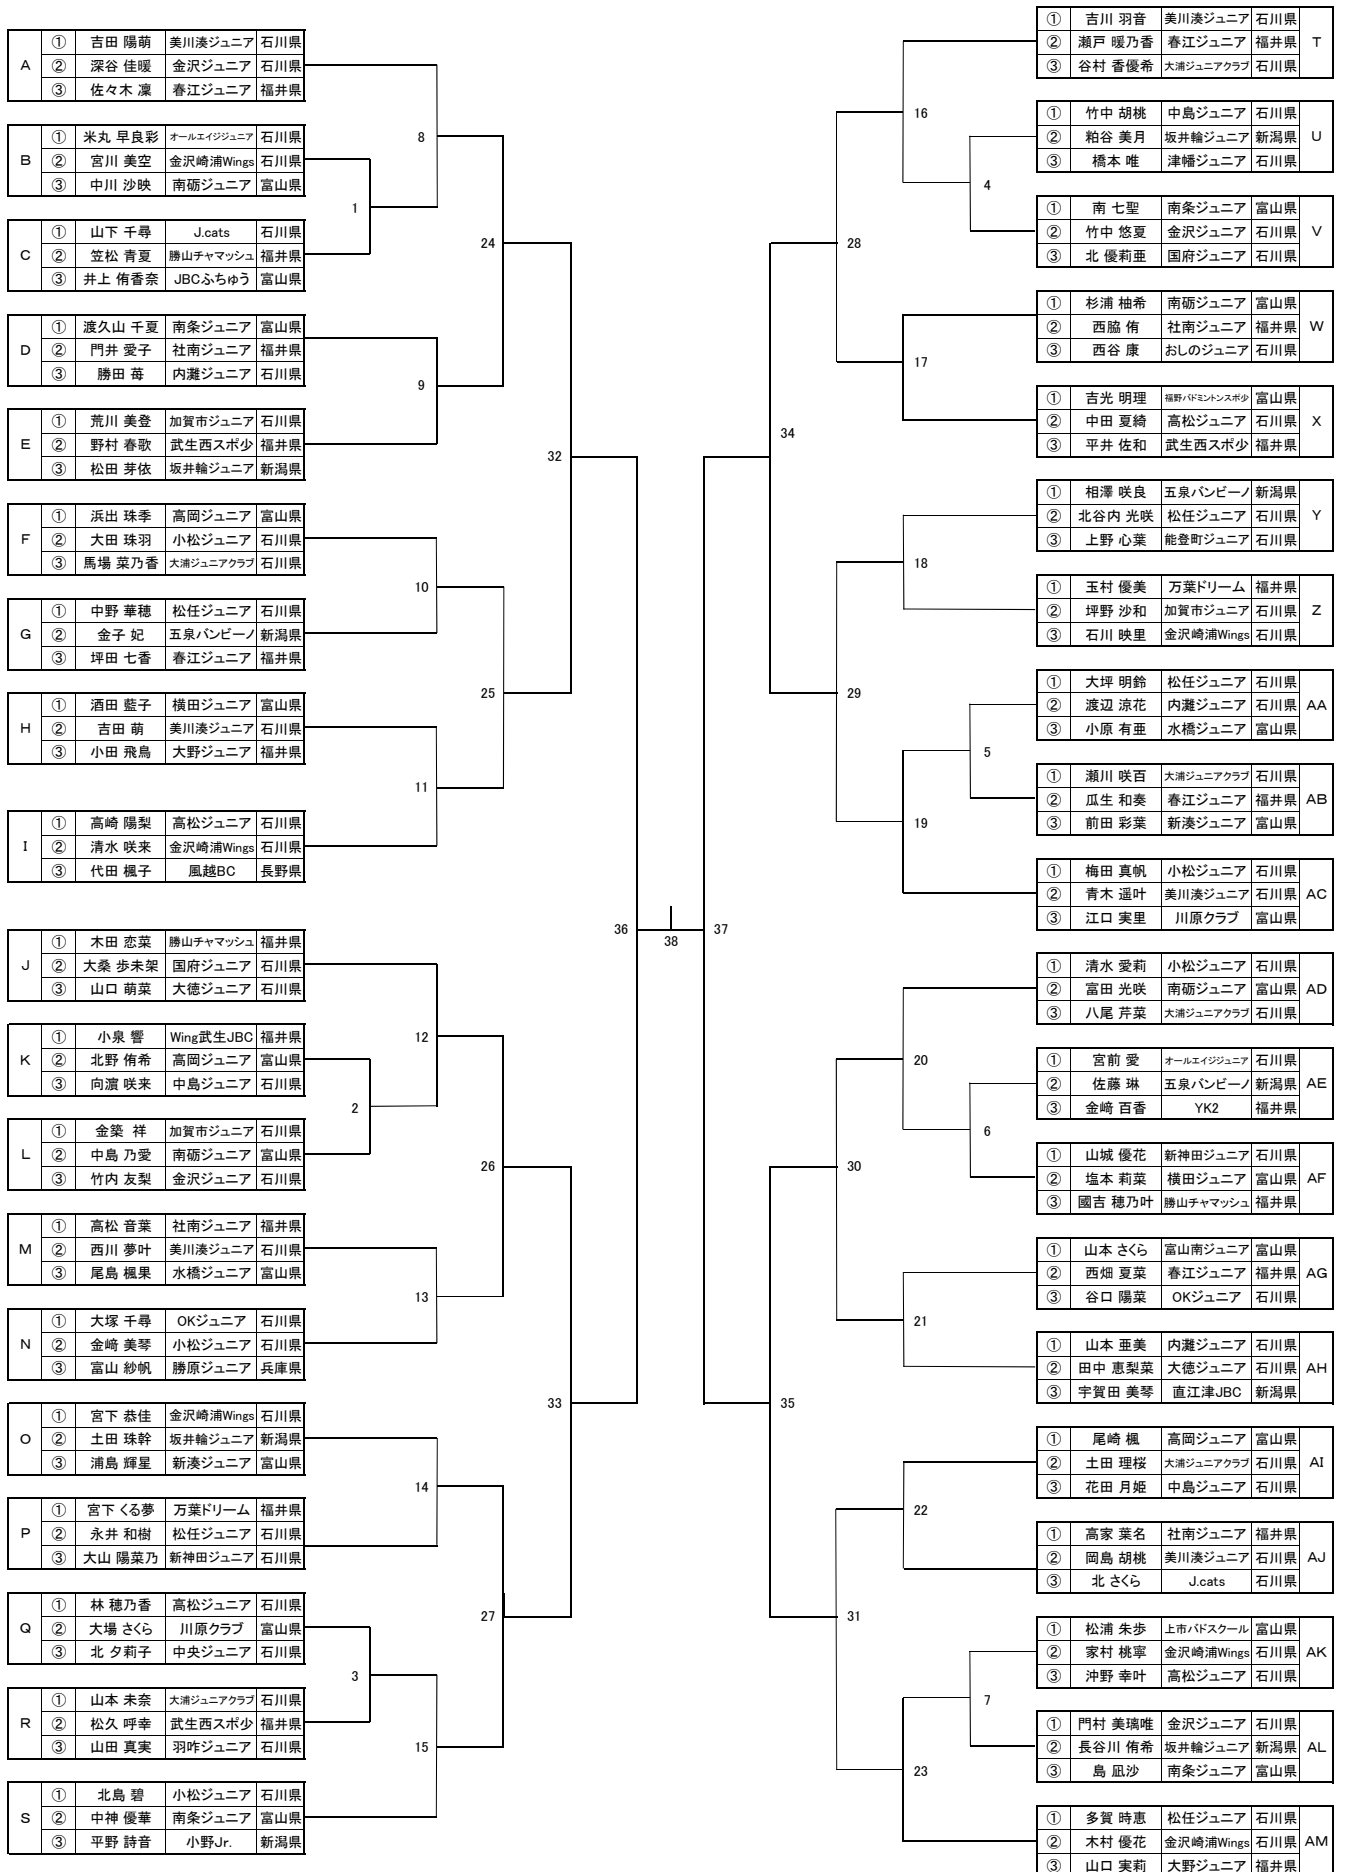 ① 吉田 陽萌 美川湊ジュニア 石川県
A ② 深谷 佳暖 金沢ジュニア 石川県
③ 佐々木 凜 春江ジュニア 福井県
① 米丸 早良彩 オールエイジジュニア 石川県
B ② 宮川 美空 金沢崎浦Wings 石川県
③ 中川 沙映 南砺ジュニア 富山県
① 山下 千尋 J.cats 石川県
C ② 笠松 青夏 勝山チャマッシュ 福井県
③ 井上 侑香奈 JBCふちゅう 富山県
① 渡久山 千夏 南条ジュニア 富山県
D ② 門井 愛子 社南ジュニア 福井県
③ 勝田 苺 内灘ジュニア 石川県
① 荒川 美登 加賀市ジュニア 石川県
E ② 野村 春歌 武生西スポ少 福井県
③ 松田 芽依 坂井輪ジュニア 新潟県
① 浜出 珠季 高岡ジュニア 富山県
F ② 大田 珠羽 小松ジュニア 石川県
③ 馬場 菜乃香 大浦ジュニアクラブ 石川県
① 中野 華穂 松任ジュニア 石川県
G ② 金子 妃 五泉バンビーノ 新潟県
③ 坪田 七香 春江ジュニア 福井県
① 酒田 藍子 横田ジュニア 富山県
H ② 吉田 萌 美川湊ジュニア 石川県
③ 小田 飛鳥 大野ジュニア 福井県
① 高崎 陽梨 高松ジュニア 石川県
I ② 清水 咲来 金沢崎浦Wings 石川県
③ 代田 楓子 風越BC 長野県
① 木田 恋菜 勝山チャマッシュ 福井県
J ② 大桑 歩未架 国府ジュニア 石川県
③ 山口 萌菜 大徳ジュニア 石川県
① 小泉 響 Wing武生JBC 福井県
K ② 北野 侑希 高岡ジュニア 富山県
③ 向濵 咲来 中島ジュニア 石川県
① 金築 祥 加賀市ジュニア 石川県
L ② 中島 乃愛 南砺ジュニア 富山県
③ 竹内 友梨 金沢ジュニア 石川県
① 高松 音葉 社南ジュニア 福井県
M ② 西川 夢叶 美川湊ジュニア 石川県
③ 尾島 楓果 水橋ジュニア 富山県
① 大塚 千尋 OKジュニア 石川県
N ② 金﨑 美琴 小松ジュニア 石川県
③ 富山 紗帆 勝原ジュニア 兵庫県
① 宮下 恭佳 金沢崎浦Wings 石川県
O ② 土田 珠幹 坂井輪ジュニア 新潟県
③ 浦島 輝星 新湊ジュニア 富山県
① 宮下 くる夢 万葉ドリーム 福井県
P ② 永井 和樹 松任ジュニア 石川県
③ 大山 陽菜乃 新神田ジュニア 石川県
① 林 穂乃香 高松ジュニア 石川県
Q ② 大場 さくら 川原クラブ 富山県
③ 北 夕莉子 中央ジュニア 石川県
① 山本 未奈 大浦ジュニアクラブ 石川県
R ② 松久 呼幸 武生西スポ少 福井県
③ 山田 真実 羽咋ジュニア 石川県
① 北島 碧 小松ジュニア 石川県
S ② 中神 優華 南条ジュニア 富山県
③ 平野 詩音 小野Jr. 新潟県
1
2
3
8
9
10
11
12
13
14
15
24
25
26
27
32
33
36
38
37
34
35
28
29
30
31
16
17
18
19
20
21
22
23
4
5
6
7
① 吉川 羽音 美川湊ジュニア 石川県
② 瀬戸 暖乃香 春江ジュニア 福井県 T
③ 谷村 香優希 大浦ジュニアクラブ 石川県
① 竹中 胡桃 中島ジュニア 石川県
② 粕谷 美月 坂井輪ジュニア 新潟県 U
③ 橋本 唯 津幡ジュニア 石川県
① 南 七聖 南条ジュニア 富山県
② 竹中 悠夏 金沢ジュニア 石川県 V
③ 北 優莉亜 国府ジュニア 石川県
① 杉浦 柚希 南砺ジュニア 富山県
② 西脇 侑 社南ジュニア 福井県 W
③ 西谷 康 おしのジュニア 石川県
① 吉光 明理 福野バドミントンスポ少 富山県
② 中田 夏綺 高松ジュニア 石川県 X
③ 平井 佐和 武生西スポ少 福井県
① 相澤 咲良 五泉バンビーノ 新潟県
② 北谷内 光咲 松任ジュニア 石川県 Y
③ 上野 心葉 能登町ジュニア 石川県
① 玉村 優美 万葉ドリーム 福井県
② 坪野 沙和 加賀市ジュニア 石川県 Z
③ 石川 映里 金沢崎浦Wings 石川県
① 大坪 明鈴 松任ジュニア 石川県
② 渡辺 涼花 内灘ジュニア 石川県 AA
③ 小原 有亜 水橋ジュニア 富山県
① 瀬川 咲百 大浦ジュニアクラブ 石川県
② 瓜生 和奏 春江ジュニア 福井県 AB
③ 前田 彩葉 新湊ジュニア 富山県
① 梅田 真帆 小松ジュニア 石川県
② 青木 遥叶 美川湊ジュニア 石川県 AC
③ 江口 実里 川原クラブ 富山県
① 清水 愛莉 小松ジュニア 石川県
② 富田 光咲 南砺ジュニア 富山県 AD
③ 八尾 芹菜 大浦ジュニアクラブ 石川県
① 宮前 愛 オールエイジジュニア 石川県
② 佐藤 琳 五泉バンビーノ 新潟県 AE
③ 金﨑 百香 YK2 福井県
① 山城 優花 新神田ジュニア 石川県
② 塩本 莉菜 横田ジュニア 富山県 AF
③ 國吉 穂乃叶 勝山チャマッシュ 福井県
① 山本 さくら 富山南ジュニア 富山県
② 西畑 夏菜 春江ジュニア 福井県 AG
③ 谷口 陽菜 OKジュニア 石川県
① 山本 亜美 内灘ジュニア 石川県
② 田中 恵梨菜 大徳ジュニア 石川県 AH
③ 宇賀田 美琴 直江津JBC 新潟県
① 尾崎 楓 高岡ジュニア 富山県
② 土田 理桜 大浦ジュニアクラブ 石川県 AI
③ 花田 月姫 中島ジュニア 石川県
① 高家 葉名 社南ジュニア 福井県
② 岡島 胡桃 美川湊ジュニア 石川県 AJ
③ 北 さくら J.cats 石川県
① 松浦 朱歩 上市バドスクール 富山県
② 家村 桃寧 金沢崎浦Wings 石川県 AK
③ 沖野 幸叶 高松ジュニア 石川県
① 門村 美璃唯 金沢ジュニア 石川県
② 長谷川 侑希 坂井輪ジュニア 新潟県 AL
③ 島 凪沙 南条ジュニア 富山県
① 多賀 時恵 松任ジュニア 石川県
② 木村 優花 金沢崎浦Wings 石川県 AM
③ 山口 実莉 大野ジュニア 福井県